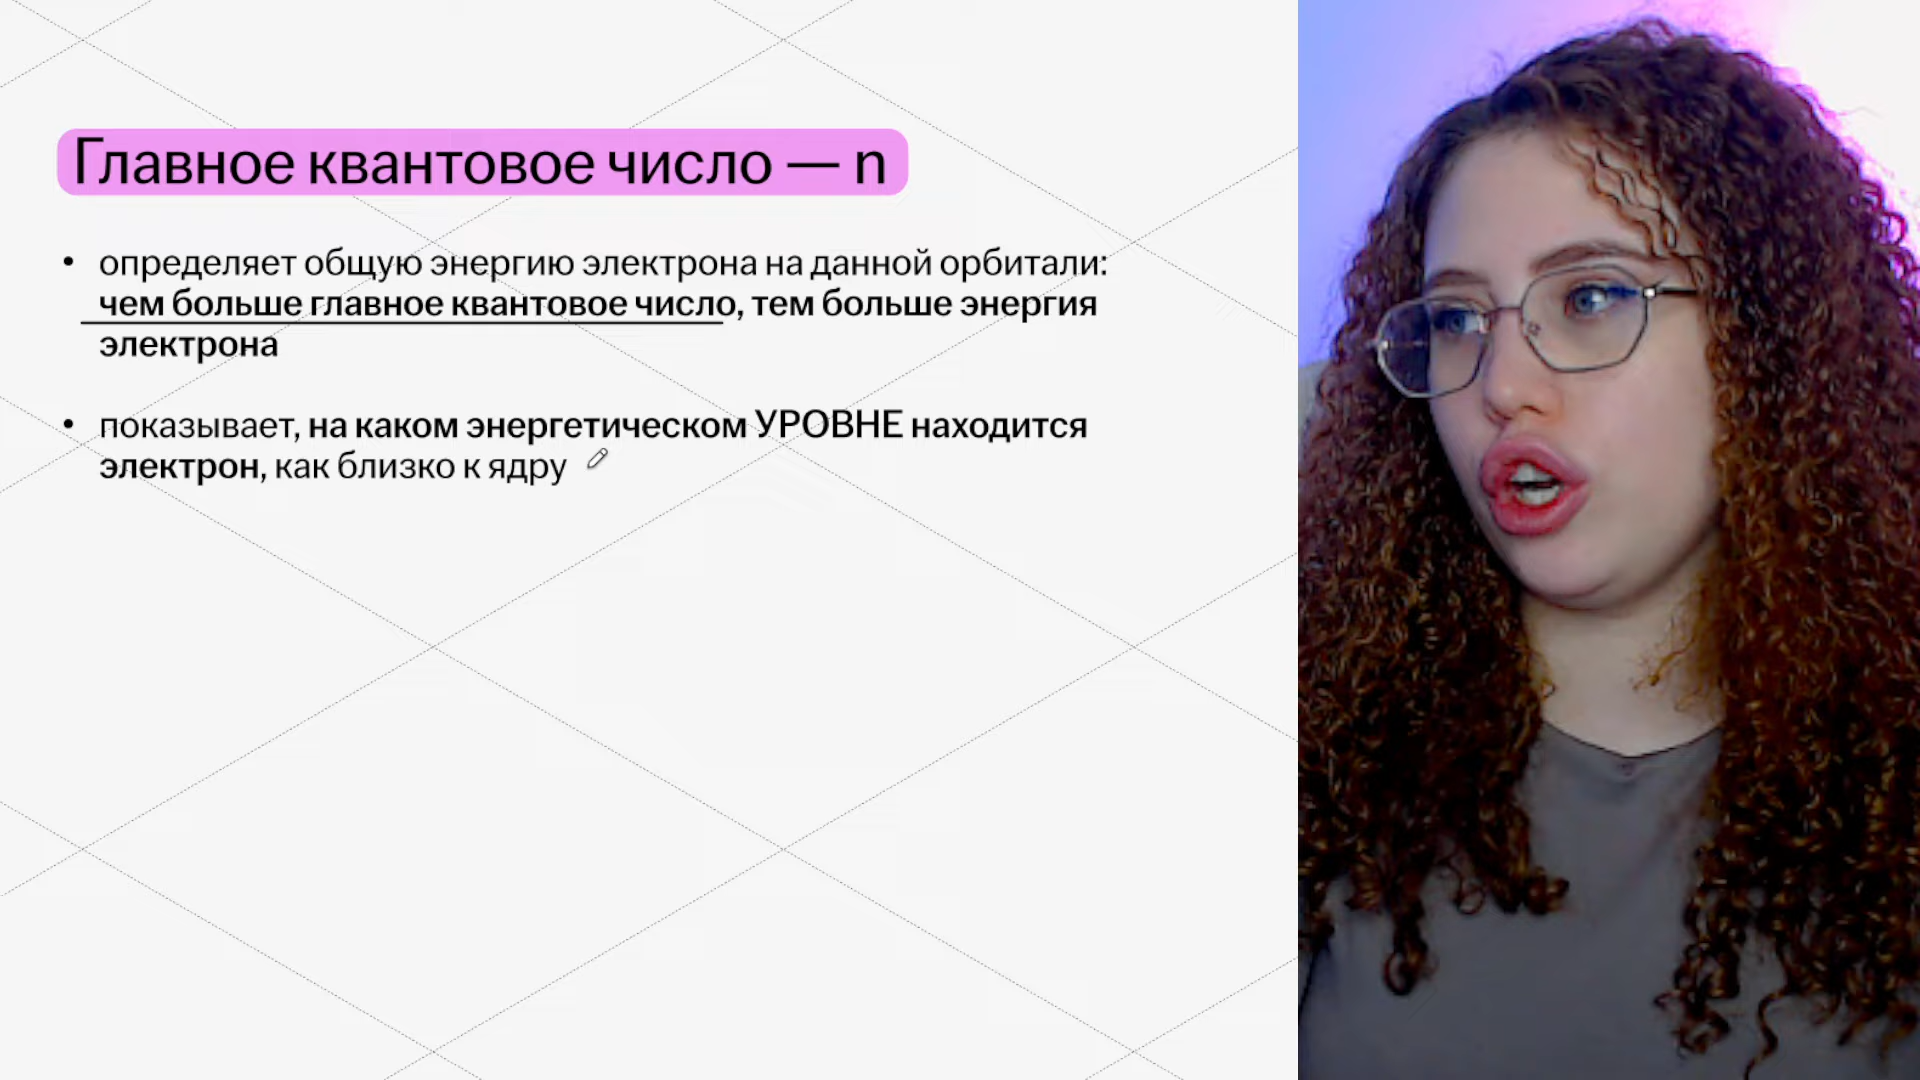 Главное квантовое число — n
• определяет общую энергию электрона на данной орбитали:
чем больше главное квантовое число, тем больше энергия
электрона
• показывает, на каком энергетическом УРОВНЕ находится
электрон, как близко к ядру